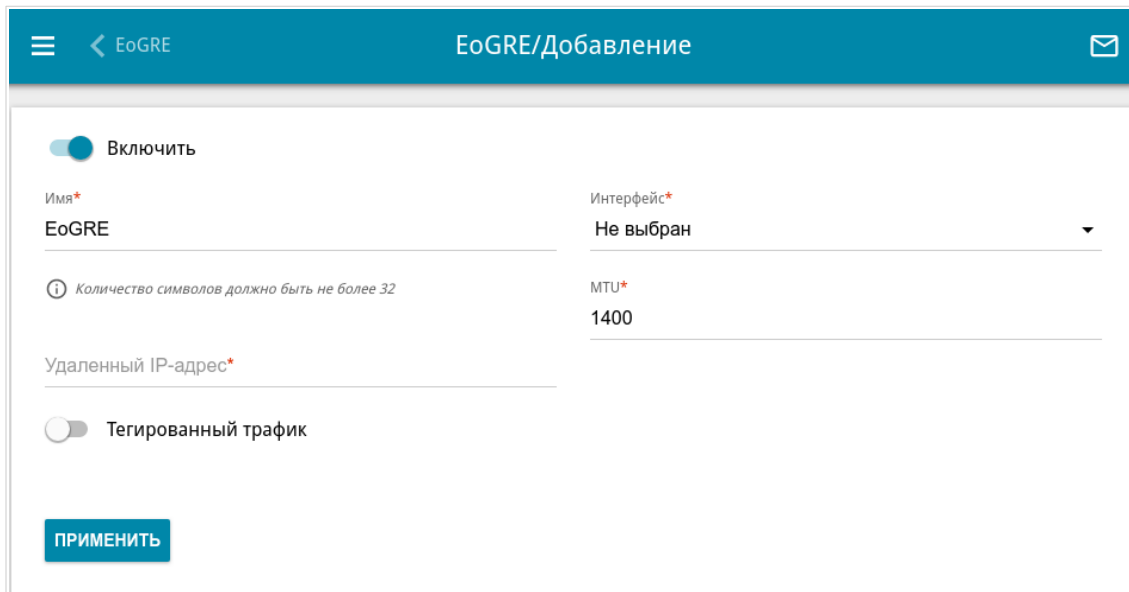 EoGRE
EoGRE/Добавление
Включить
Имя*
EoGRE
Количество символов должно быть не более 32
Удаленный IP-адрес*
Тегированный трафик
Интерфейс*
Не выбран
MTU*
1400
ПРИМЕНИТЬ